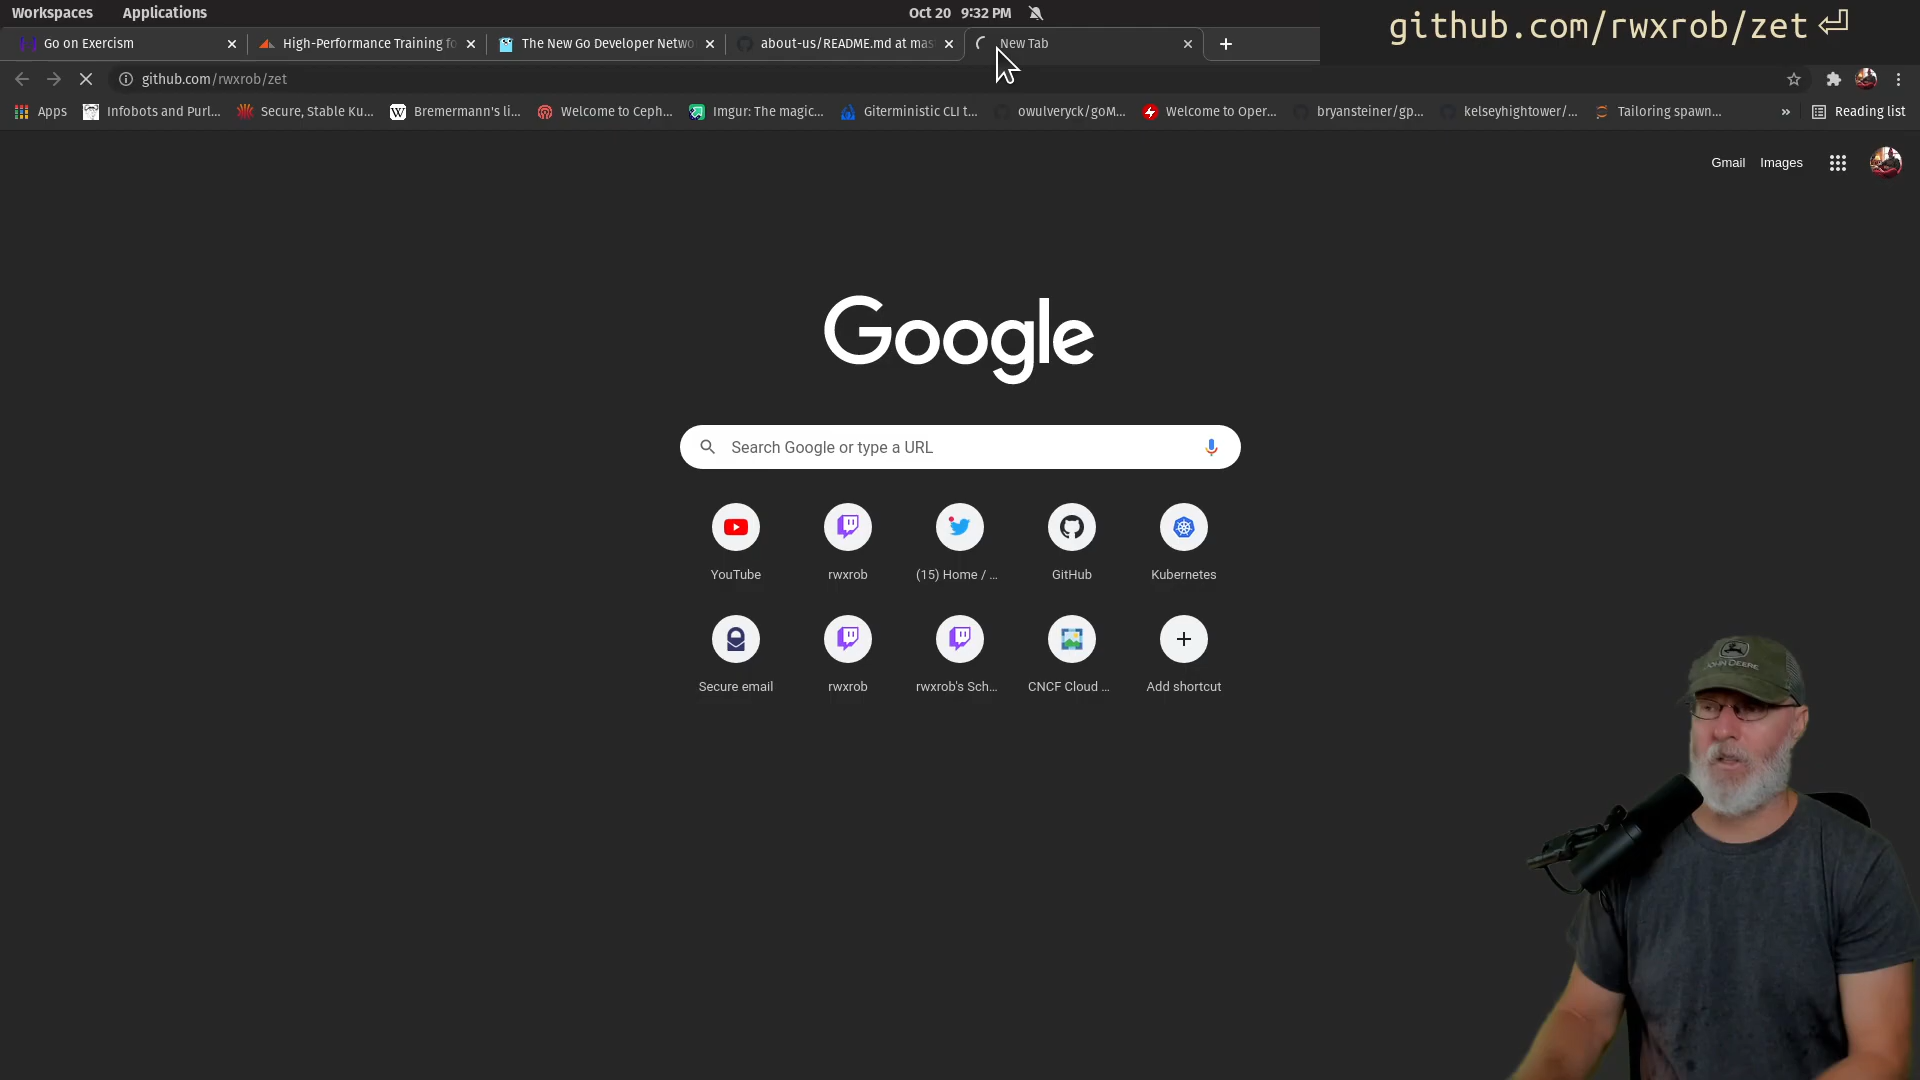 Workspaces Applications Oct 20 9:32 PM
github.com/rwxrob/zet
Go on Exercism High-Performance Training fo The New Go Developer Netwo about-us/README.md at mas New Tab
github.com/rwxrob/zet
Apps Infobots and Purl... Secure, Stable Ku... Bremermann's li... Welcome to Ceph... Imgur: The magic... Giterministic CLI t... owulveryck/goM... Welcome to Oper... bryansteiner/gp... kelseyhightower/... Tailoring spawn... » Reading list
Gmail Images
Google
Search Google or type a URL
YouTube rwxrob (15) Home / ... GitHub Kubernetes
Secure email rwxrob rwxrob's Sch... CNCF Cloud ... Add shortcut
JOHN DEERE